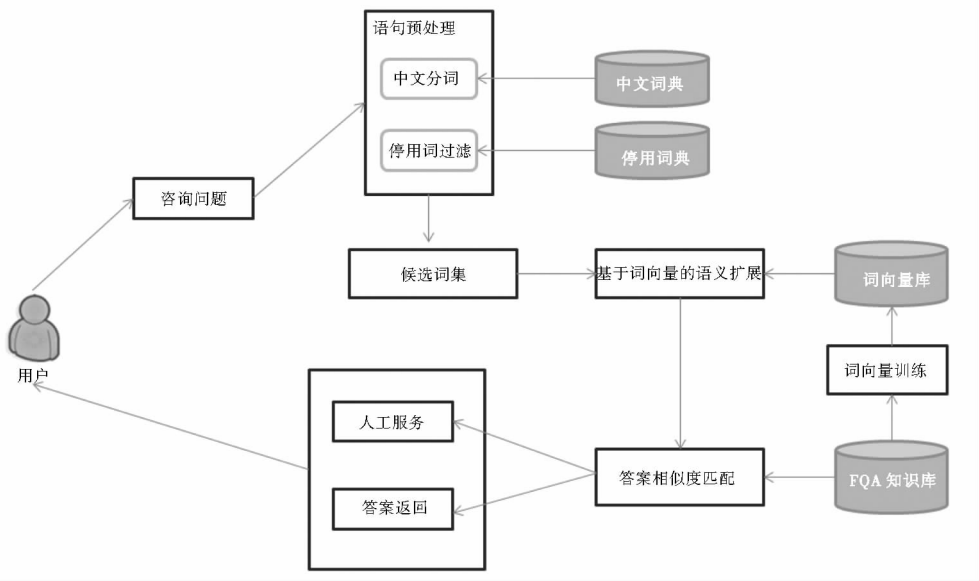 语句预处理
中文分词
中文词典
停用词过滤
停用词典
咨询问题
候选词集
基于词向量的语义扩展
词向量库
用户
词向量训练
人工服务
答案相似度匹配
FQA 知识库
答案返回